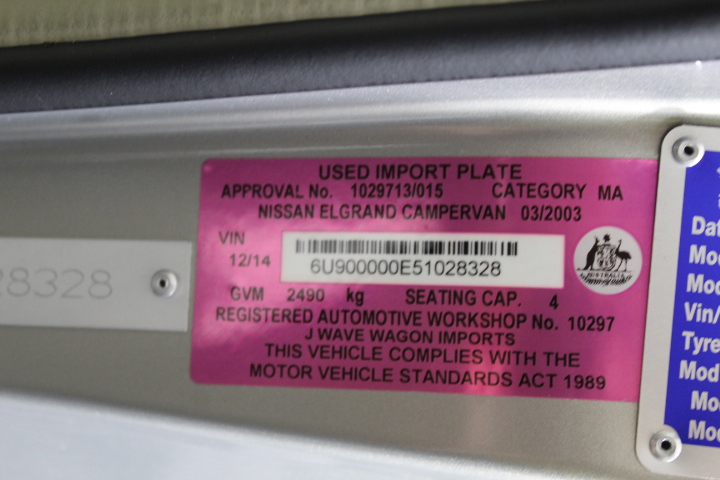 USED IMPORT PLATE
APPROVAL No. 1029713/015 CATEGORY MA
NISSAN ELGRAND CAMPERVAN 03/2003
VIN
12/14
6U900000E51028328
AUSTRALIA
GVM 2490 kg SEATING CAP. 4
REGISTERED AUTOMOTIVE WORKSHOP No. 10297
J WAVE WAGON IMPORTS
THIS VEHICLE COMPLIES WITH THE
MOTOR VEHICLE STANDARDS ACT 1989
28328
Dat
Mod
Mod
Vin/
Tyre
Mod
Mo
Mou